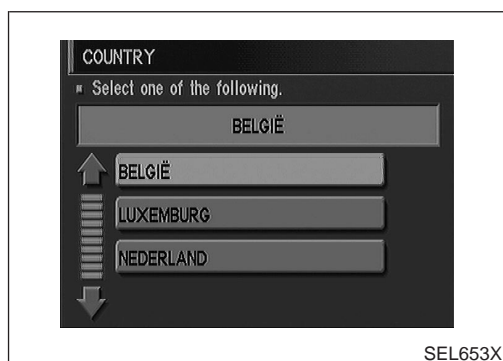 COUNTRY
Select one of the following.
BELGIË
BELGIË
LUXEMBURG
NEDERLAND
SEL653X